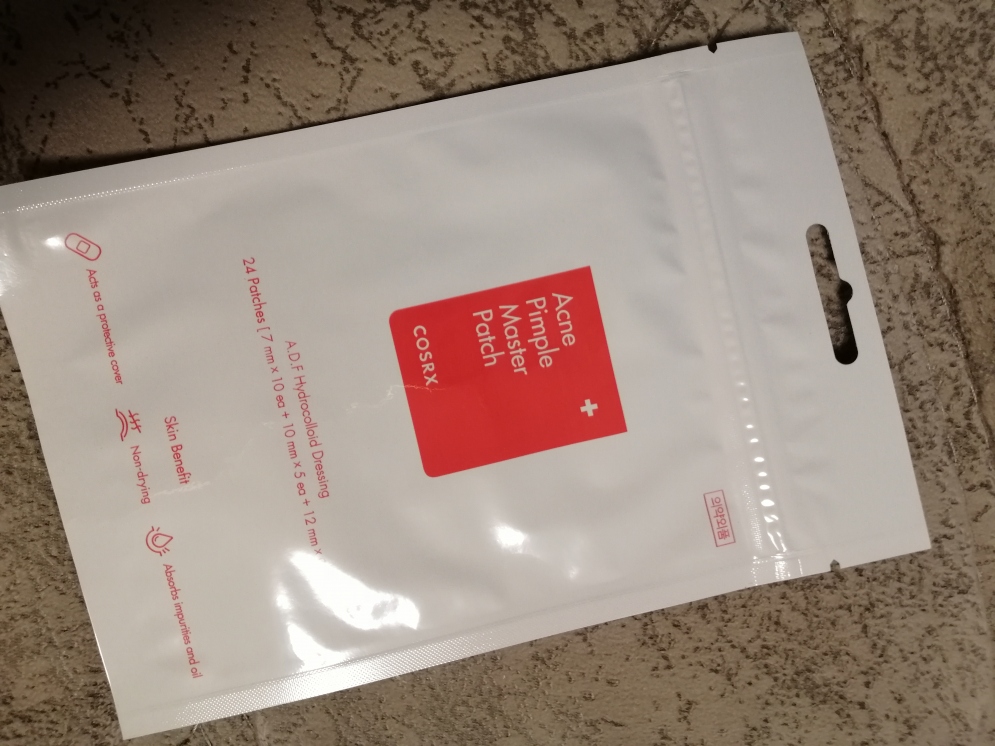 의약외품
Acne
Pimple
Master
Patch
COSRX
A.D.F Hydrocolloid Dressing
24 Patches [ 7 mm x 10 ea + 10 mm x 5 ea + 12 mm x
Skin Benefit
Acts as a protective cover
Non-drying
Absorbs impurities and oil